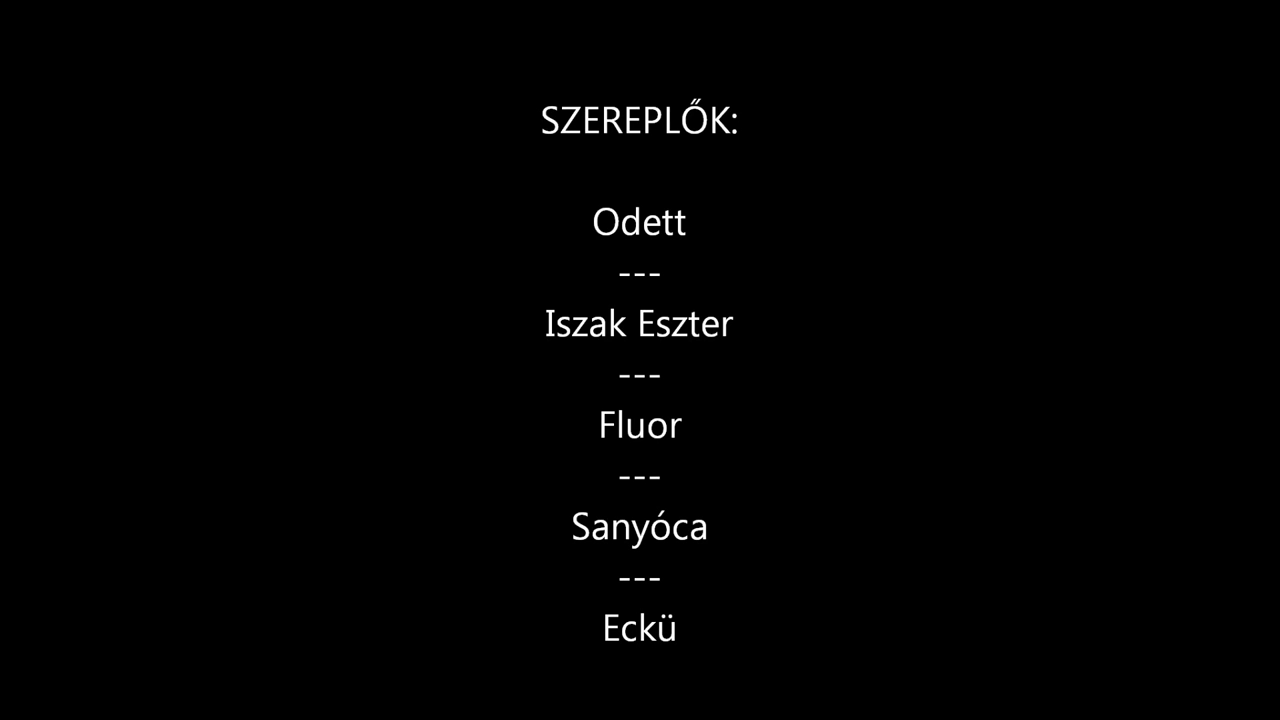 SZEREPLŐK:
Odett
---
Iszak Eszter
---
Fluor
---
Sanyóca
---
Eckü